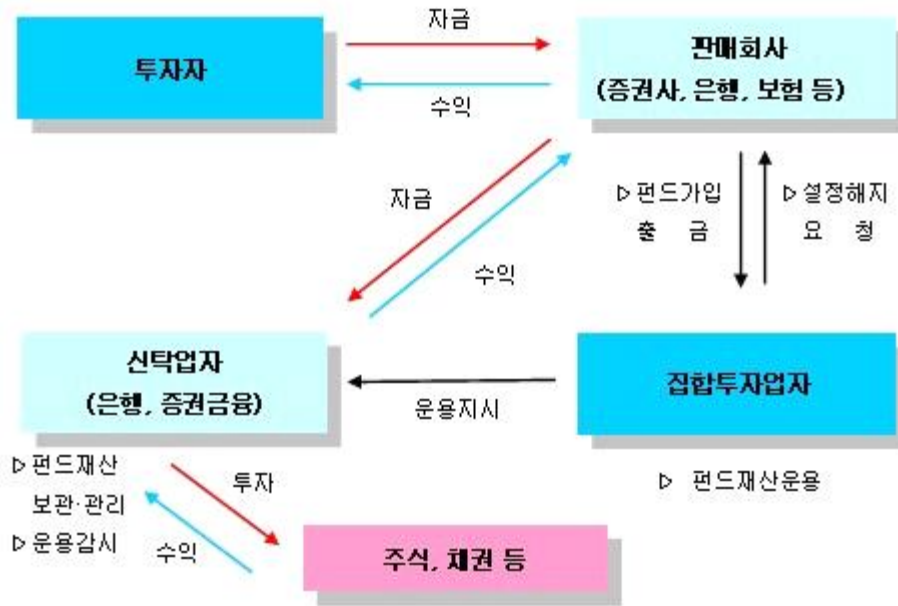 자금
투자자
판매회사
(증권사, 은행, 보험 등)
수익
자금
▷펀드가입
출 금
▷설정해지
요 청
수익
신탁업자
(은행, 증권금융)
집합투자업자
운용지시
▷펀드재산
보관·관리
▷운용감시
투자
수익
▷ 펀드재산운용
주식, 채권 등